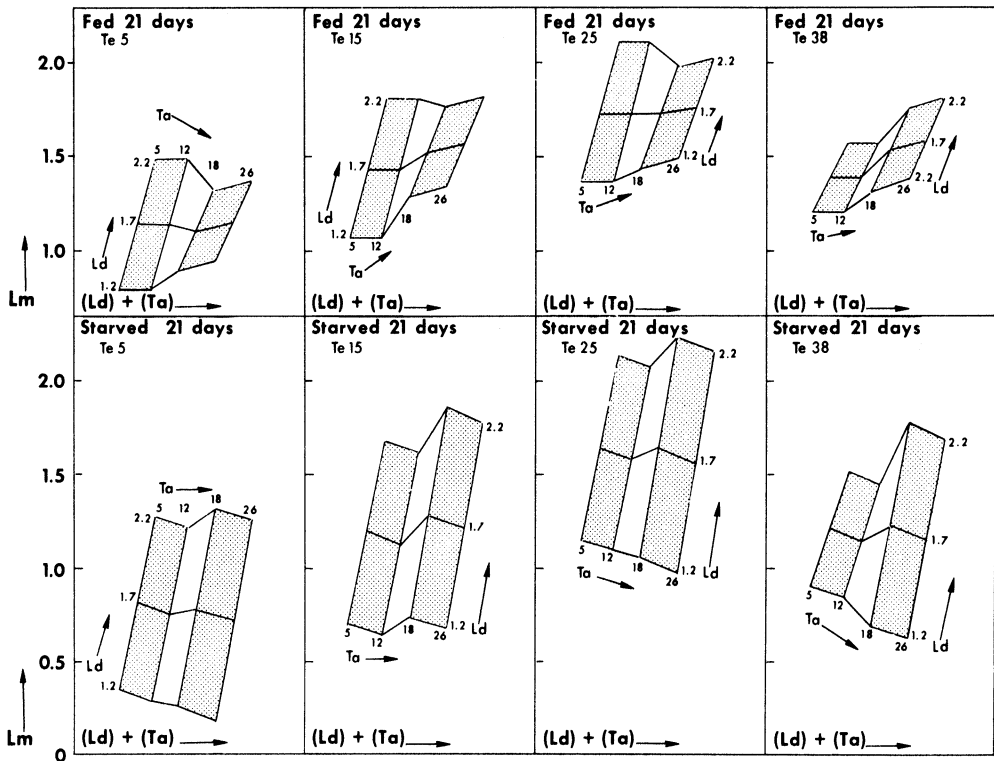 Fed 21 days
Te 5
2.0
1.5
1.0
Lm
Ta
5 12 18 26
2.2
1.7
1.2
Ld
(Ld) + (Ta)
Fed 21 days
Te 15
2.2
1.7
1.2
Ld
5 12 18 26
Ta
(Ld) + (Ta)
Fed 21 days
Te 25
2.2
1.7
1.2
Ld
5 12 18 26
Ta
(Ld) + (Ta)
Fed 21 days
Te 38
2.2
1.7
2.2
Ld
5 12 18 26
Ta
(Ld) + (Ta)
Starved 21 days
Te 5
2.0
1.5
1.0
0.5
0
Lm
Ta
5 12 18 26
2.2
1.7
1.2
Ld
(Ld) + (Ta)
Starved 21 days
Te 15
2.2
1.7
1.2
Ld
5 12 18 26
Ta
(Ld) + (Ta)
Starved 21 days
Te 25
2.2
1.7
1.2
Ld
5 12 18 26
Ta
(Ld) + (Ta)
Starved 21 days
Te 38
2.2
1.7
1.2
Ld
5 12 18 26
Ta
(Ld) + (Ta)